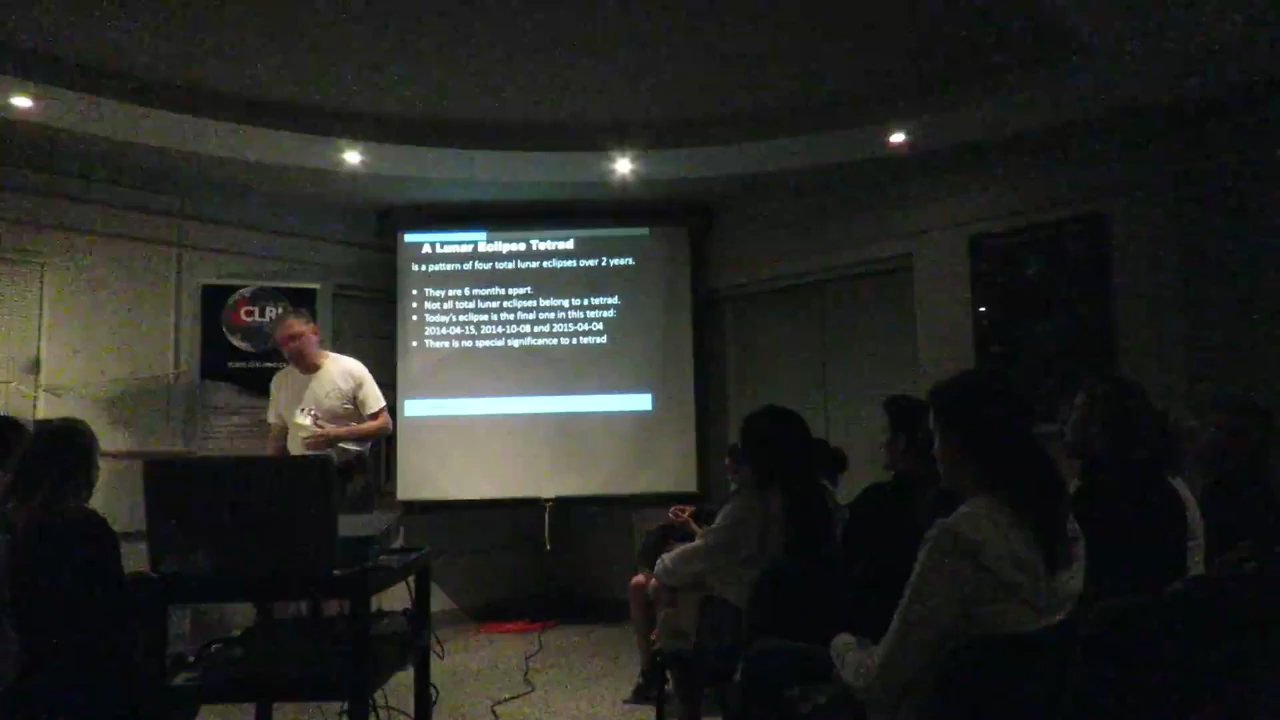 A Lunar Eclipse Tetrad
Is a pattern of four total lunar eclipses over 2 years.
• They are 6 months apart.
• Not all total lunar eclipses belong to a tetrad.
• Today's eclipse is the final one in this tetrad:
2014-04-15, 2014-10-08 and 2015-04-04
• There is no special significance to a tetrad
CLRU